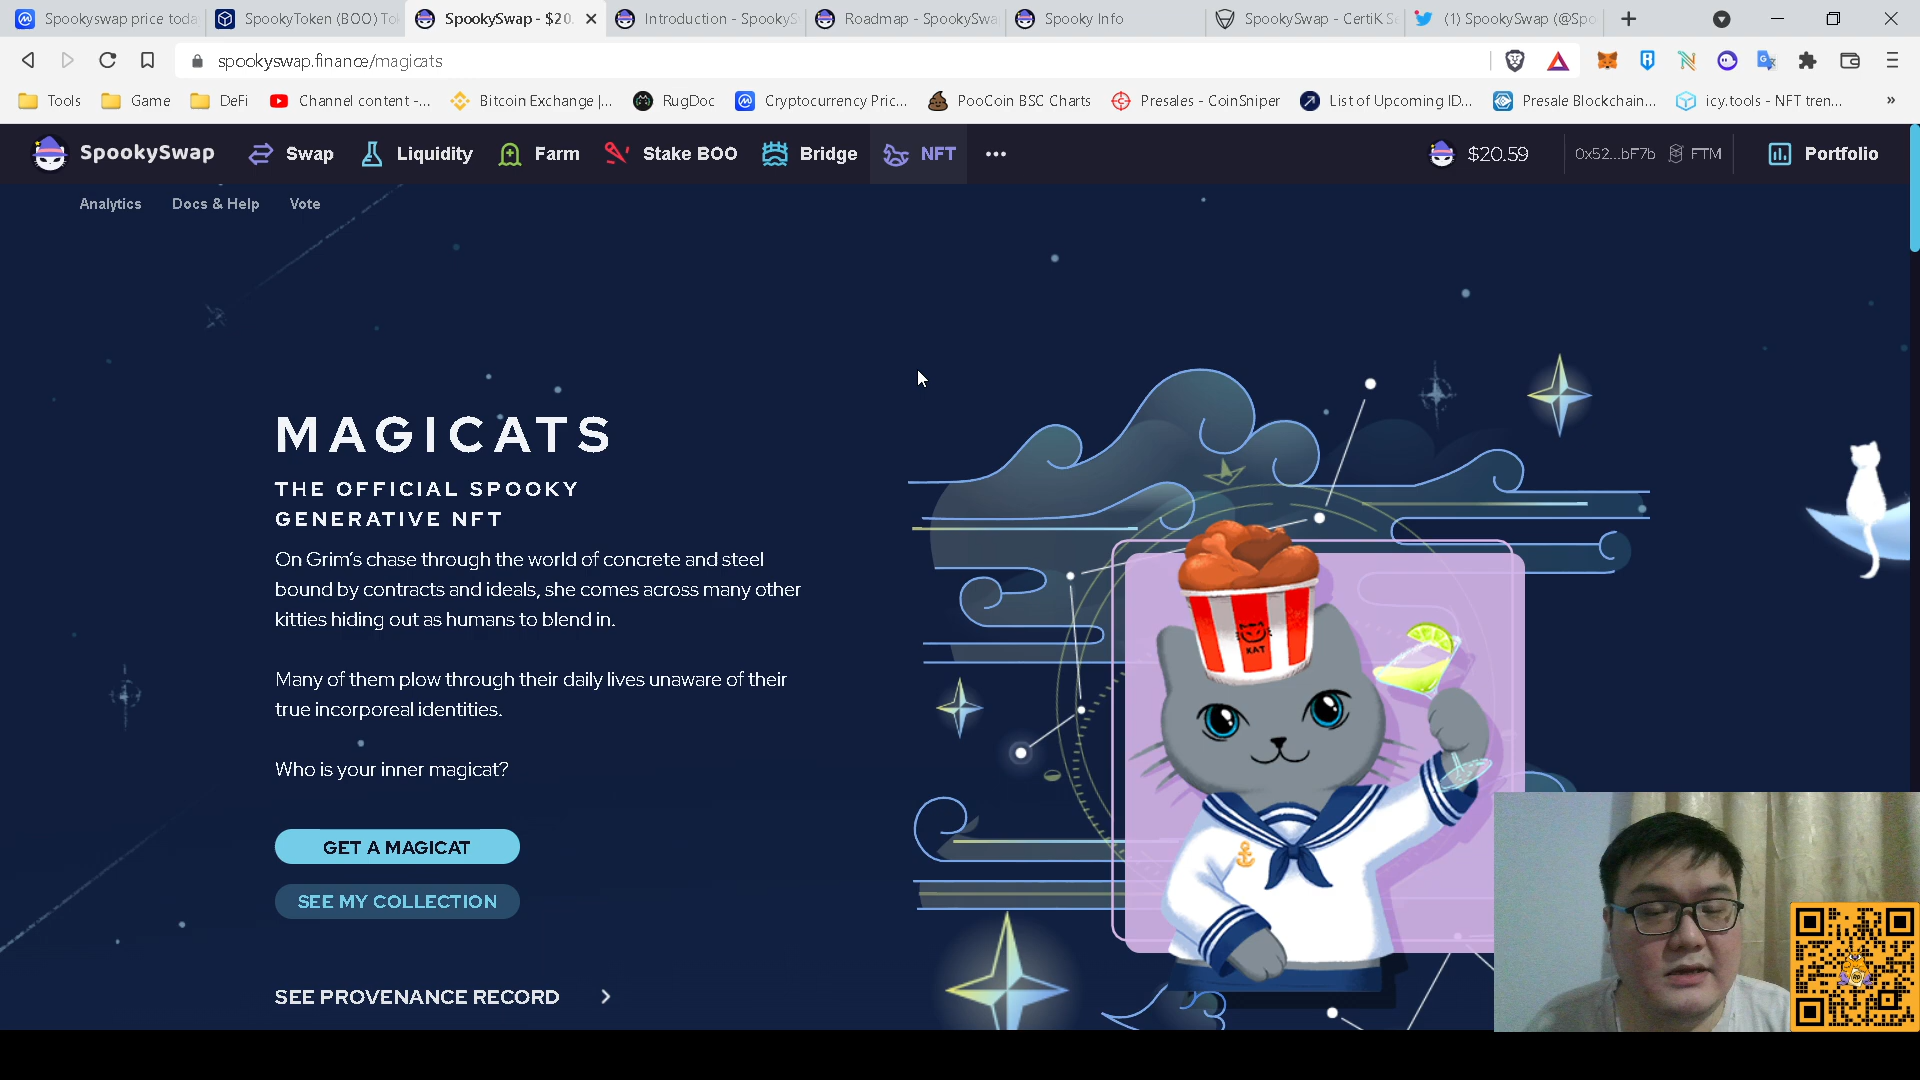 Spookyswap price toda
SpookyToken (BOO) To
SpookySwap - $20.
Introduction - SpookyS
Roadmap - SpookySwa
Spooky Info
SpookySwap - CertiK S
(1) SpookySwap (@Spo
spookyswap.finance/magicats
Tools
Game
DeFi
Channel content -...
Bitcoin Exchange |...
RugDoc
Cryptocurrency Pric...
PooCoin BSC Charts
Presales - CoinSniper
List of Upcoming ID...
Presale Blockchain...
icy.tools - NFT tren...
»
SpookySwap
Swap
Liquidity
Farm
Stake BOO
Bridge
NFT
$20.59
0x52...bF7b
FTM
Portfolio
Analytics
Docs & Help
Vote
MAGICATS
THE OFFICIAL SPOOKY
GENERATIVE NFT
On Grim's chase through the world of concrete and steel
bound by contracts and ideals, she comes across many other
kitties hiding out as humans to blend in.
Many of them plow through their daily lives unaware of their
true incorporeal identities.
Who is your inner magicat?
GET A MAGICAT
SEE MY COLLECTION
SEE PROVENANCE RECORD
KAT